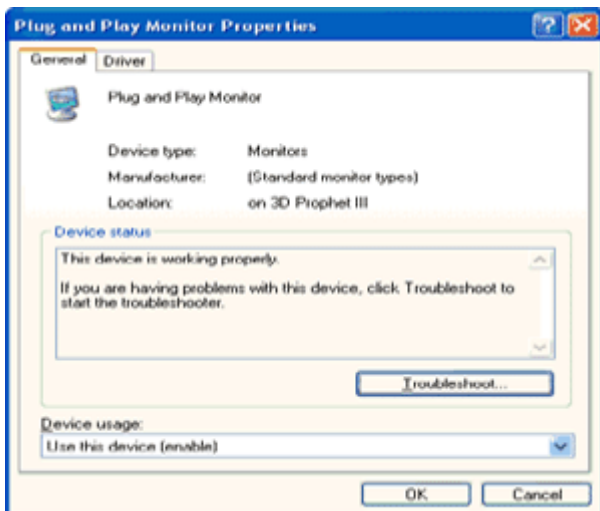 Plug and Play Monitor Properties
General Driver
Plug and Play Monitor
Device type: Monitors
Manufacturer: (Standard monitor types)
Location: on 3D Prophet III
Device status
This device is working properly.
If you are having problems with this device, click Troubleshoot to
start the troubleshooter.
Troubleshoot...
Device usage:
Use this device (enable)
OK Cancel